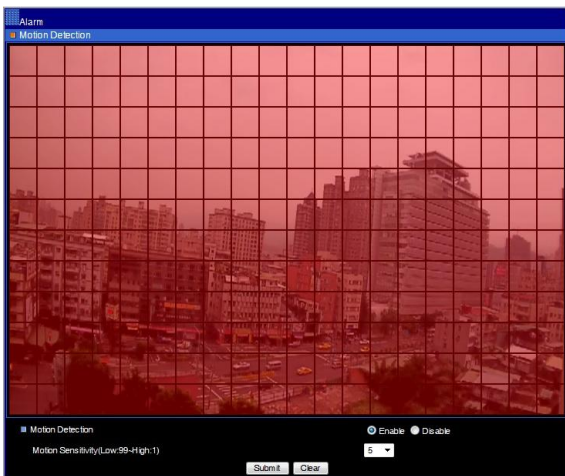 Alarm
Motion Detection
Motion Detection
Enable Disable
Motion Sensitivity(Low:99~High:1)
5
Submit Clear